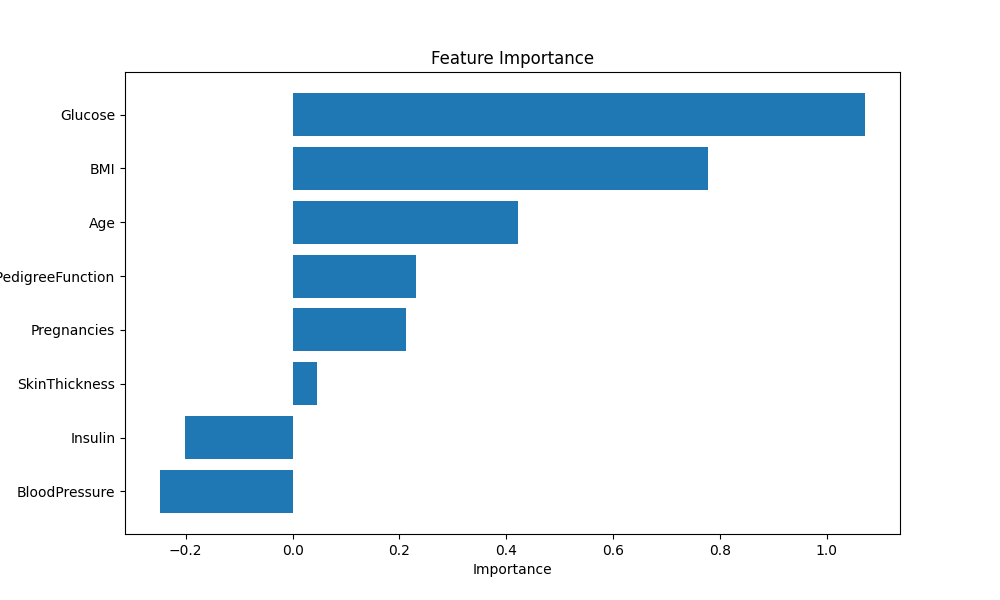 Feature Importance
Glucose
BMI
Age
PedigreeFunction
Pregnancies
SkinThickness
Insulin
BloodPressure
−0.2 0.0 0.2 0.4 0.6 0.8 1.0
Importance